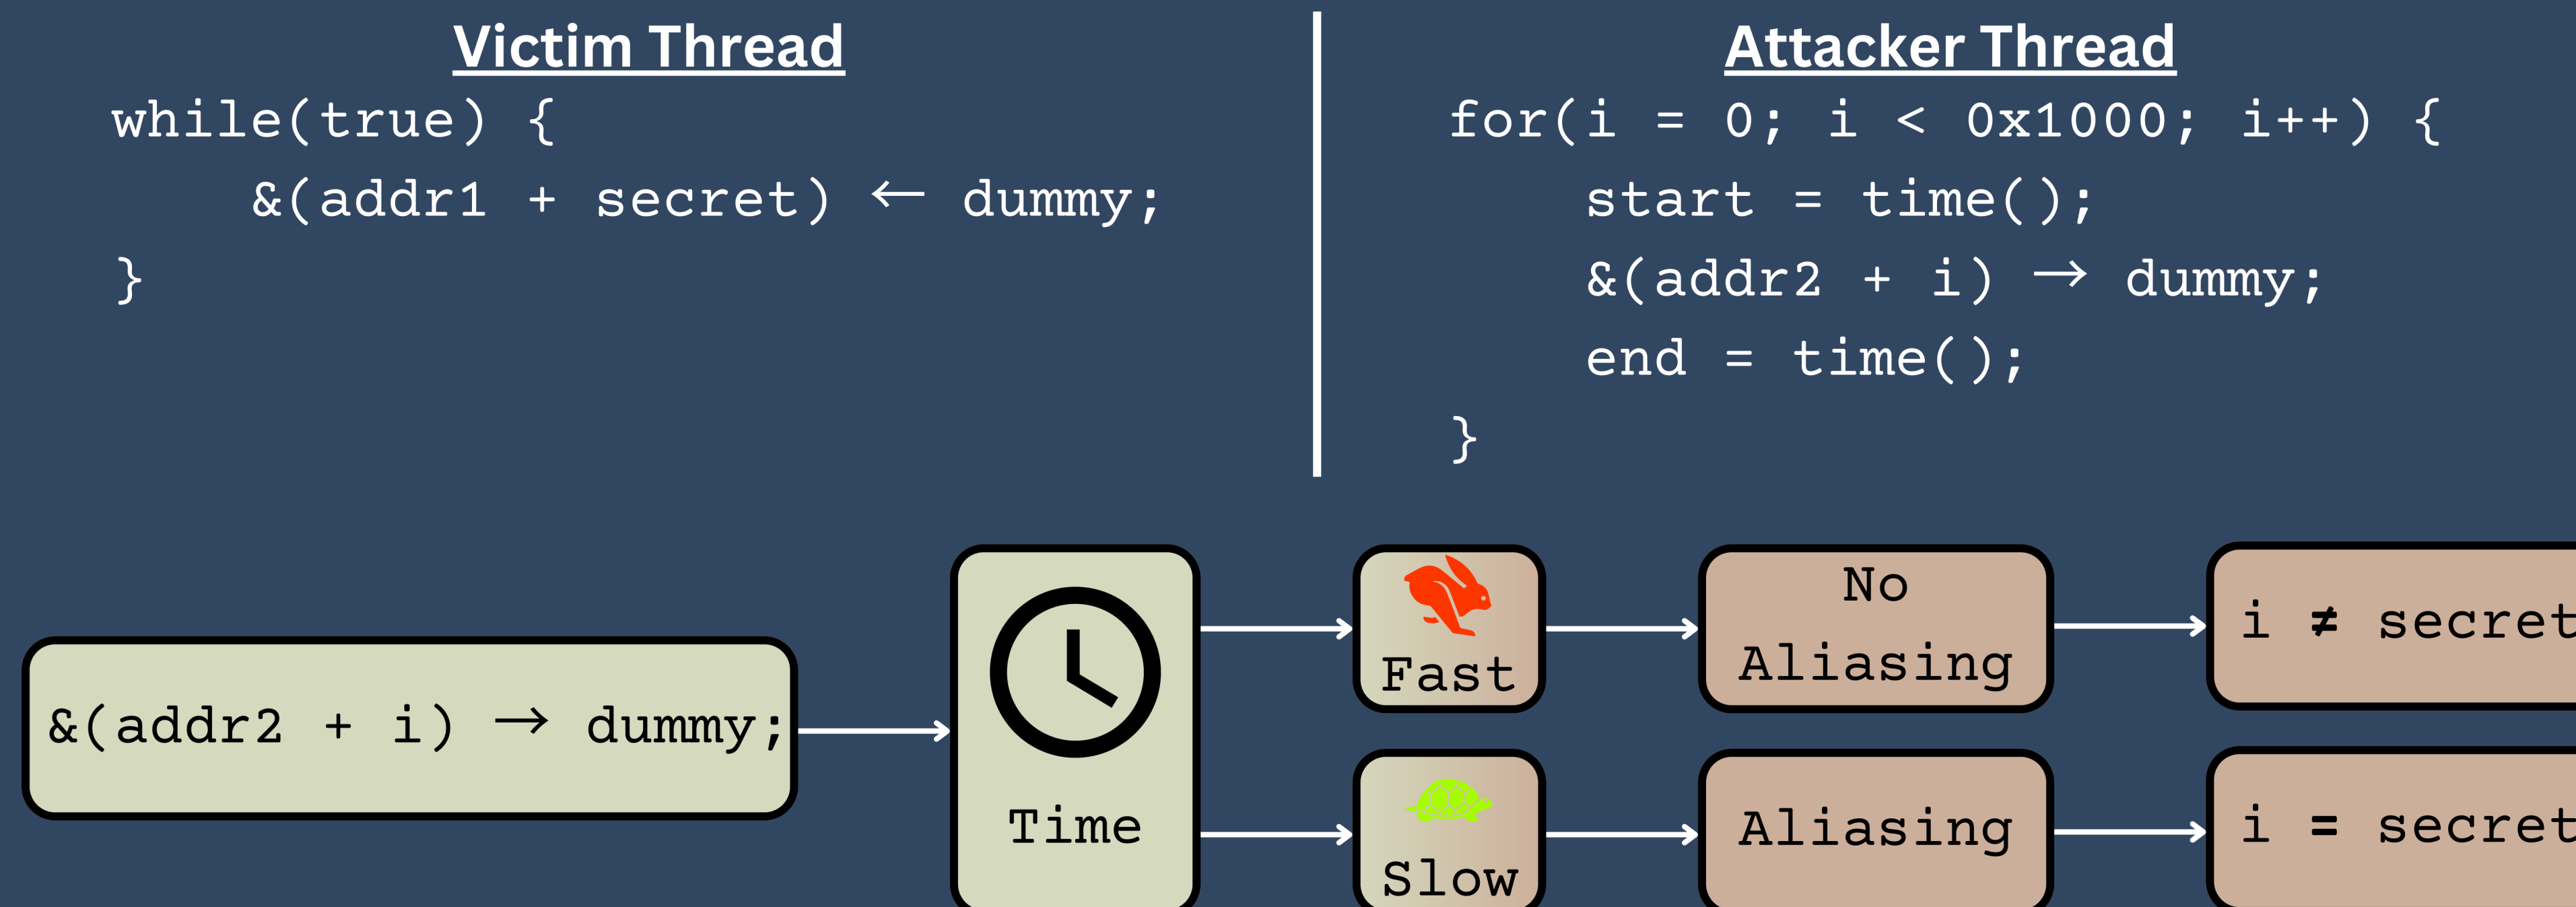 Victim Thread
while(true) {
&(addr1 + secret) ← dummy;
}
Attacker Thread
for(i = 0; i < 0x1000; i++) {
start = time();
&(addr2 + i) → dummy;
end = time();
}
&(addr2 + i) → dummy;
Time
Fast
No
Aliasing
i ≠ secret
Slow
Aliasing
i = secret